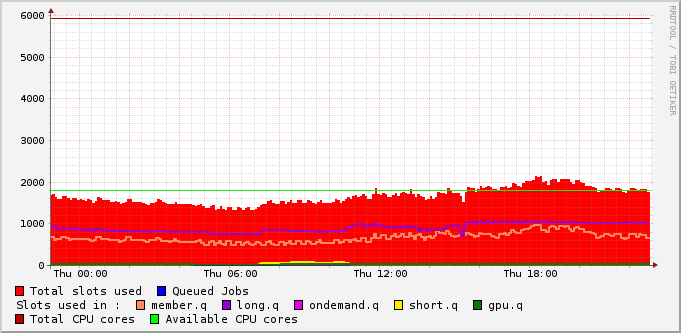 RRDTOOL / TOBI OETIKER
6000
5000
4000
3000
2000
1000
0
Thu 00:00 Thu 06:00 Thu 12:00 Thu 18:00
Total slots used Queued Jobs
Slots used in : member.q long.q ondemand.q short.q gpu.q
Total CPU cores Available CPU cores